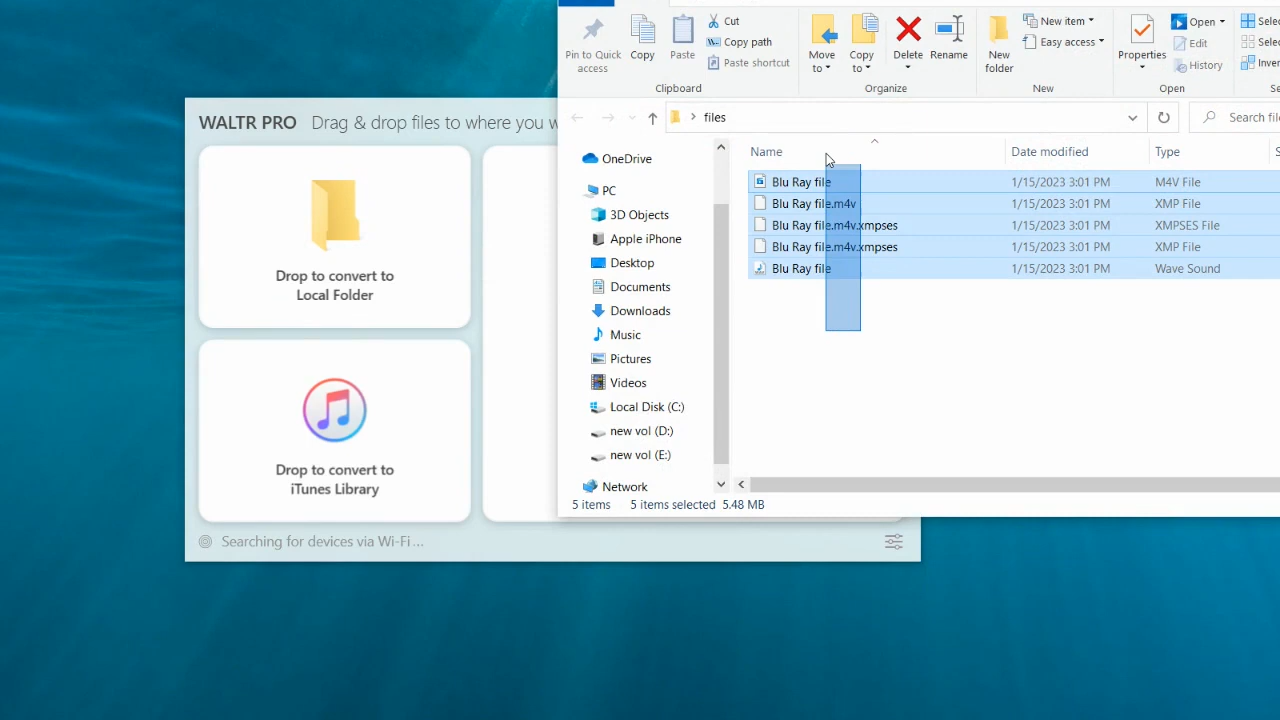 WALTR PRO Drag & drop files to where you w
Drop to convert to
Local Folder
Drop to convert to
iTunes Library
Searching for devices via Wi-Fi...
Pin to Quick
access
Copy
Paste
Cut
Copy path
Paste shortcut
Clipboard
Move
to
Copy
to
Delete
Rename
Organize
New
folder
New item
Easy access
New
Properties
Open
Edit
History
Open
Selec
Selec
Inver
Se
files
Search file
OneDrive
PC
3D Objects
Apple iPhone
Desktop
Documents
Downloads
Music
Pictures
Videos
Local Disk (C:)
new vol (D:)
new vol (E:)
Network
Name Date modified Type S
Blu Ray file 1/15/2023 3:01 PM M4V File
Blu Ray file.m4v 1/15/2023 3:01 PM XMP File
Blu Ray file.m4v.xmpses 1/15/2023 3:01 PM XMPSES File
Blu Ray file.m4v.xmpses 1/15/2023 3:01 PM XMP File
Blu Ray file 1/15/2023 3:01 PM Wave Sound
5 items 5 items selected 5.48 MB